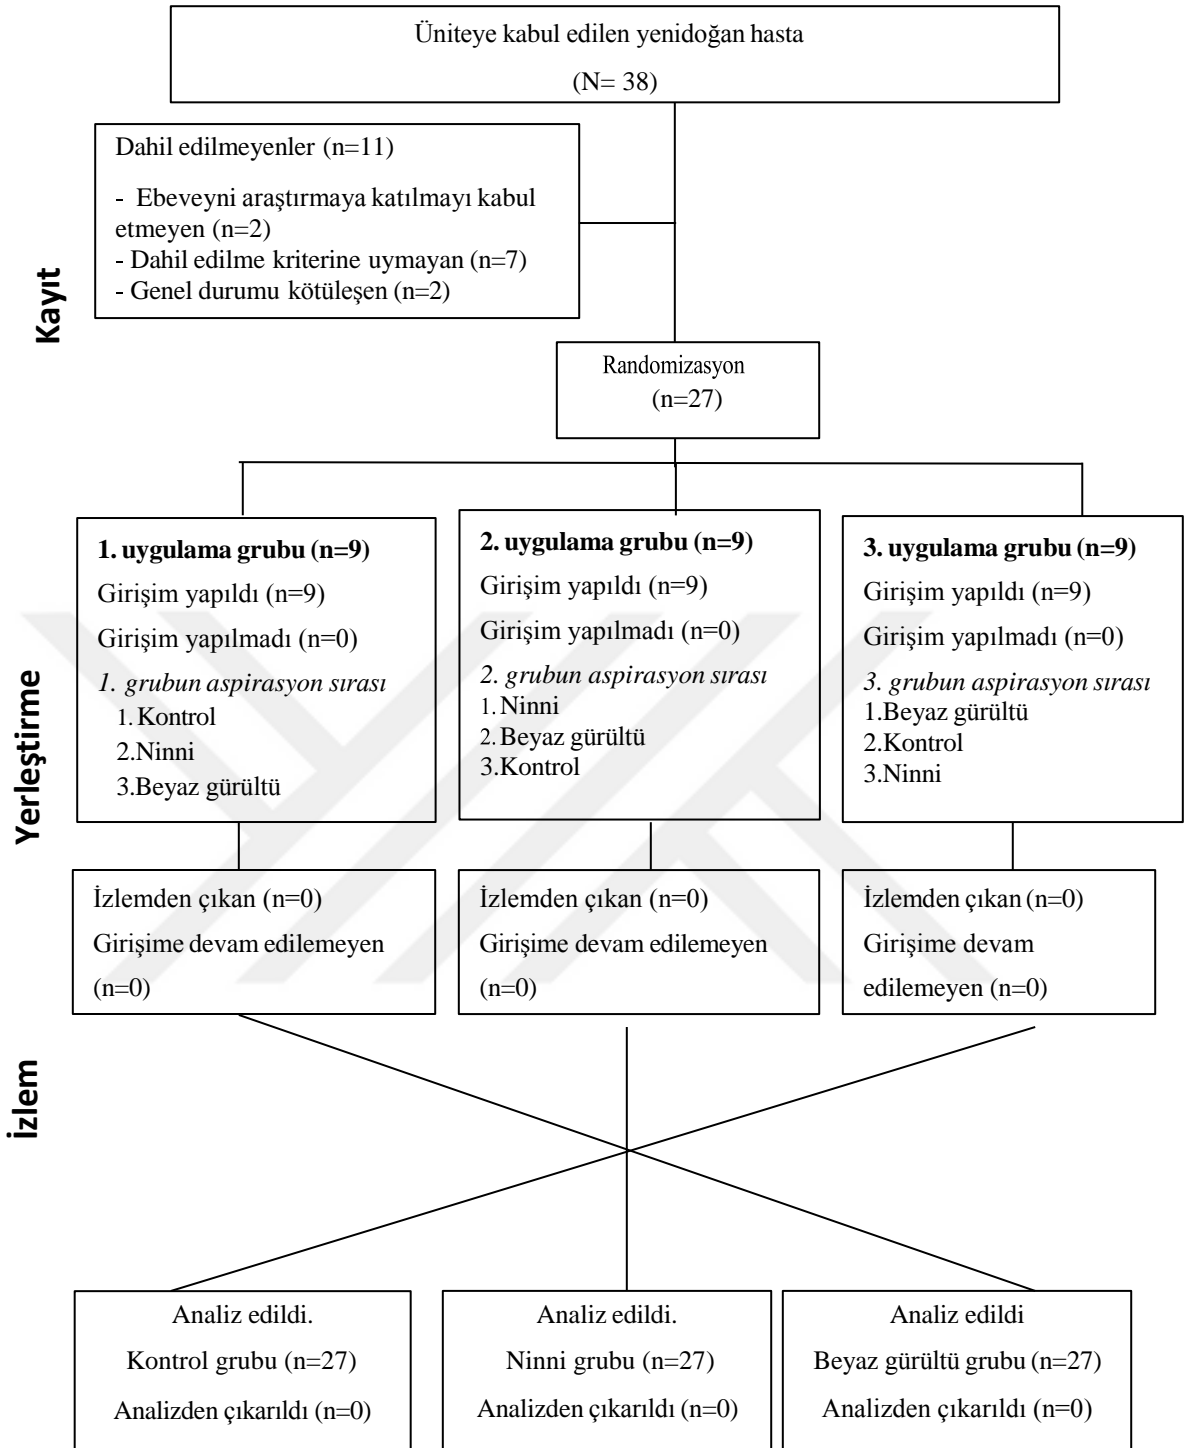 Üniteye kabul edilen yenidoğan hasta
(N= 38)
Dahil edilmeyenler (n=11)
- Ebeveyni araştırmaya katılmayı kabul
etmeyen (n=2)
- Dahil edilme kriterine uymayan (n=7)
- Genel durumu kötüleşen (n=2)
Kayıt
Randomizasyon
(n=27)
1. uygulama grubu (n=9)
Girişim yapıldı (n=9)
Girişim yapılmadı (n=0)
1. grubun aspirasyon sırası
1. Kontrol
2.Ninni
3.Beyaz gürültü
2. uygulama grubu (n=9)
Girişim yapıldı (n=9)
Girişim yapılmadı (n=0)
2. grubun aspirasyon sırası
1. Ninni
2. Beyaz gürültü
3.Kontrol
3. uygulama grubu (n=9)
Girişim yapıldı (n=9)
Girişim yapılmadı (n=0)
3. grubun aspirasyon sırası
1.Beyaz gürültü
2.Kontrol
3.Ninni
Yerleştirme
İzlemden çıkan (n=0)
Girişime devam edilemeyen
(n=0)
İzlemden çıkan (n=0)
Girişime devam edilemeyen
(n=0)
İzlemden çıkan (n=0)
Girişime devam
edilemeyen (n=0)
İzlem
Analiz edildi.
Kontrol grubu (n=27)
Analizden çıkarıldı (n=0)
Analiz edildi.
Ninni grubu (n=27)
Analizden çıkarıldı (n=0)
Analiz edildi
Beyaz gürültü grubu (n=27)
Analizden çıkarıldı (n=0)